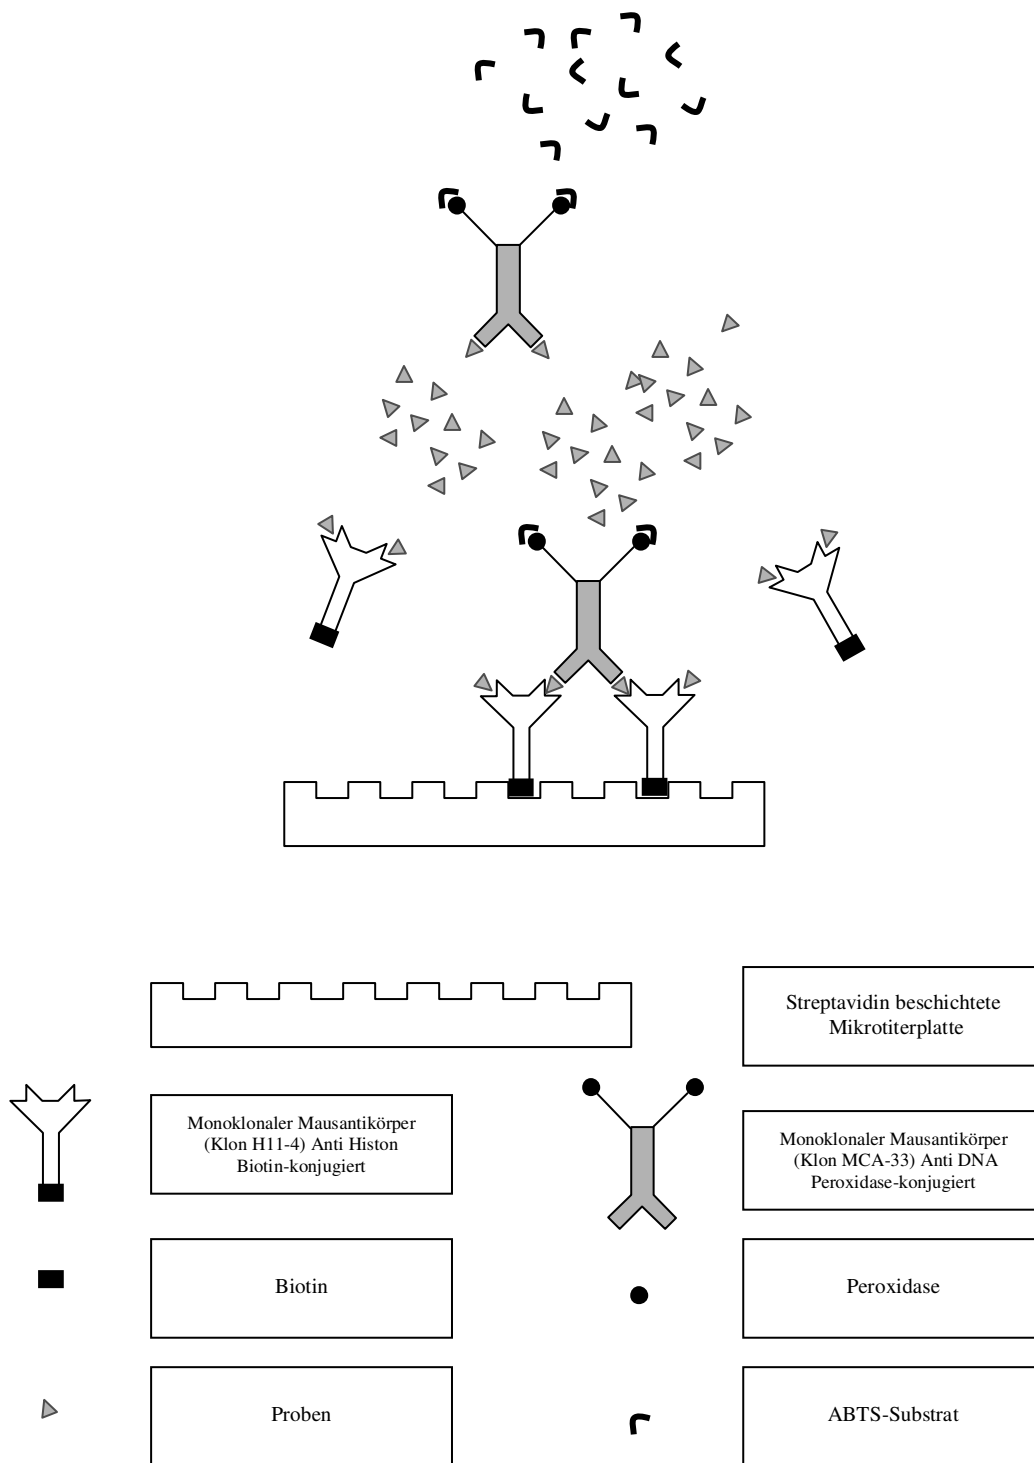 Streptavidin beschichtete
Mikrotiterplatte
Monoklonaler Mausantikörper
(Klon H11-4) Anti Histon
Biotin-konjugiert
Monoklonaler Mausantikörper
(Klon MCA-33) Anti DNA
Peroxidase-konjugiert
Biotin
Peroxidase
Proben
ABTS-Substrat